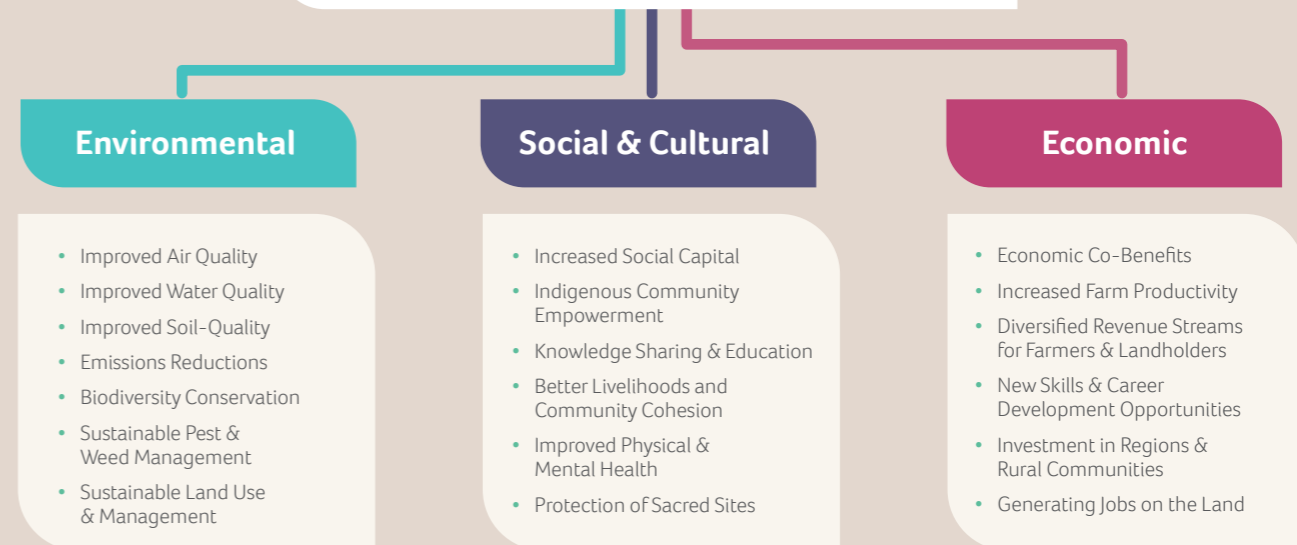 Environmental
• Improved Air Quality
• Improved Water Quality
• Improved Soil-Quality
• Emissions Reductions
• Biodiversity Conservation
• Sustainable Pest &
Weed Management
• Sustainable Land Use
& Management
Social & Cultural
• Increased Social Capital
• Indigenous Community
Empowerment
• Knowledge Sharing & Education
• Better Livelihoods and
Community Cohesion
• Improved Physical &
Mental Health
• Protection of Sacred Sites
Economic
• Economic Co-Benefits
• Increased Farm Productivity
• Diversified Revenue Streams
for Farmers & Landholders
• New Skills & Career
Development Opportunities
• Investment in Regions &
Rural Communities
• Generating Jobs on the Land